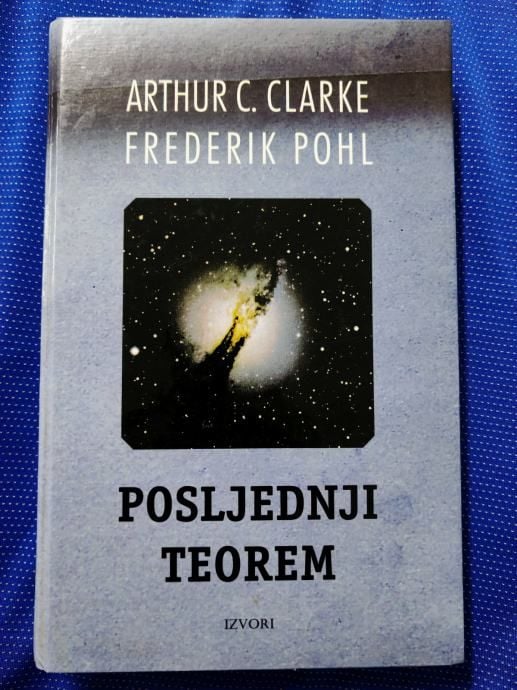 ARTHUR C. CLARKE
FREDERIK POHL
POSLJEDNJI
TEOREM
IZVORI